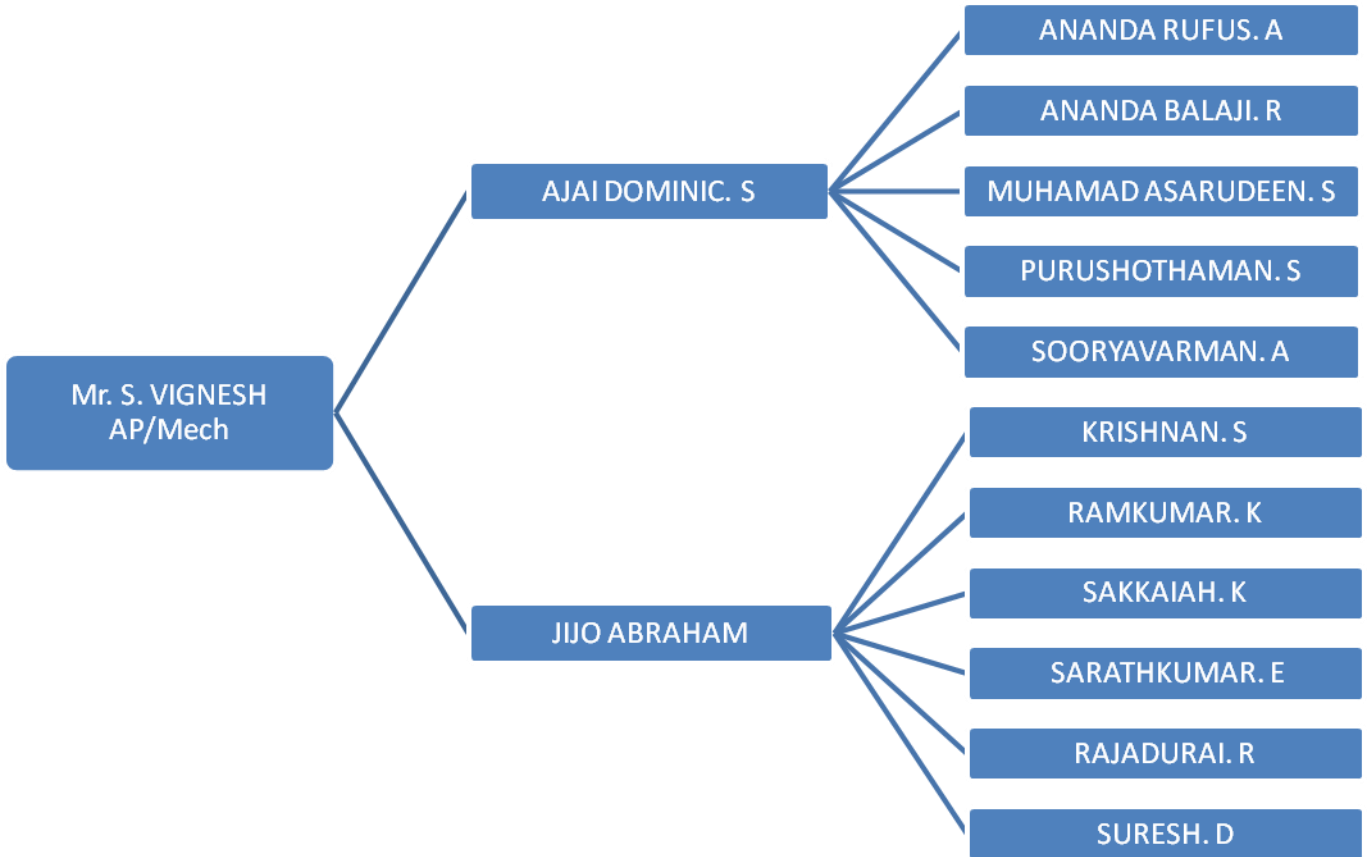 Mr. S. VIGNESH
AP/Mech
AJAI DOMINIC. S
ANANDA RUFUS. A
ANANDA BALAJI. R
MUHAMAD ASARUDEEN. S
PURUSHOTHAMAN. S
SOORYAVARMAN. A
JIJO ABRAHAM
KRISHNAN. S
RAMKUMAR. K
SAKKAIAH. K
SARATHKUMAR. E
RAJADURAI. R
SURESH. D